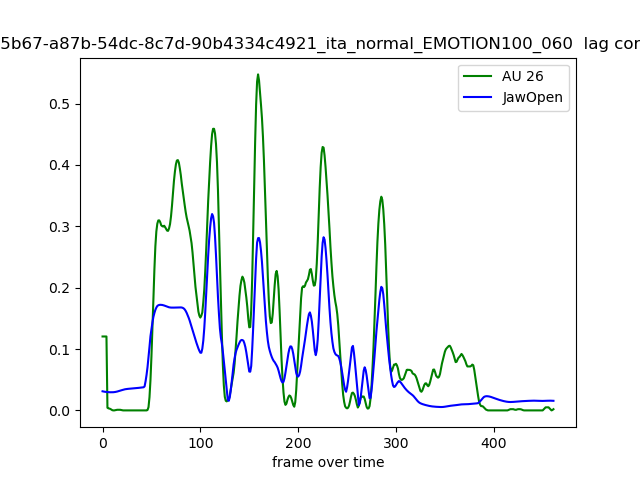 5b67-a87b-54dc-8c7d-90b4334c4921_ita_normal_EMOTION100_060 lag cor
AU 26
JawOpen
0.5
0.4
0.3
0.2
0.1
0.0
0 100 200 300 400
frame over time